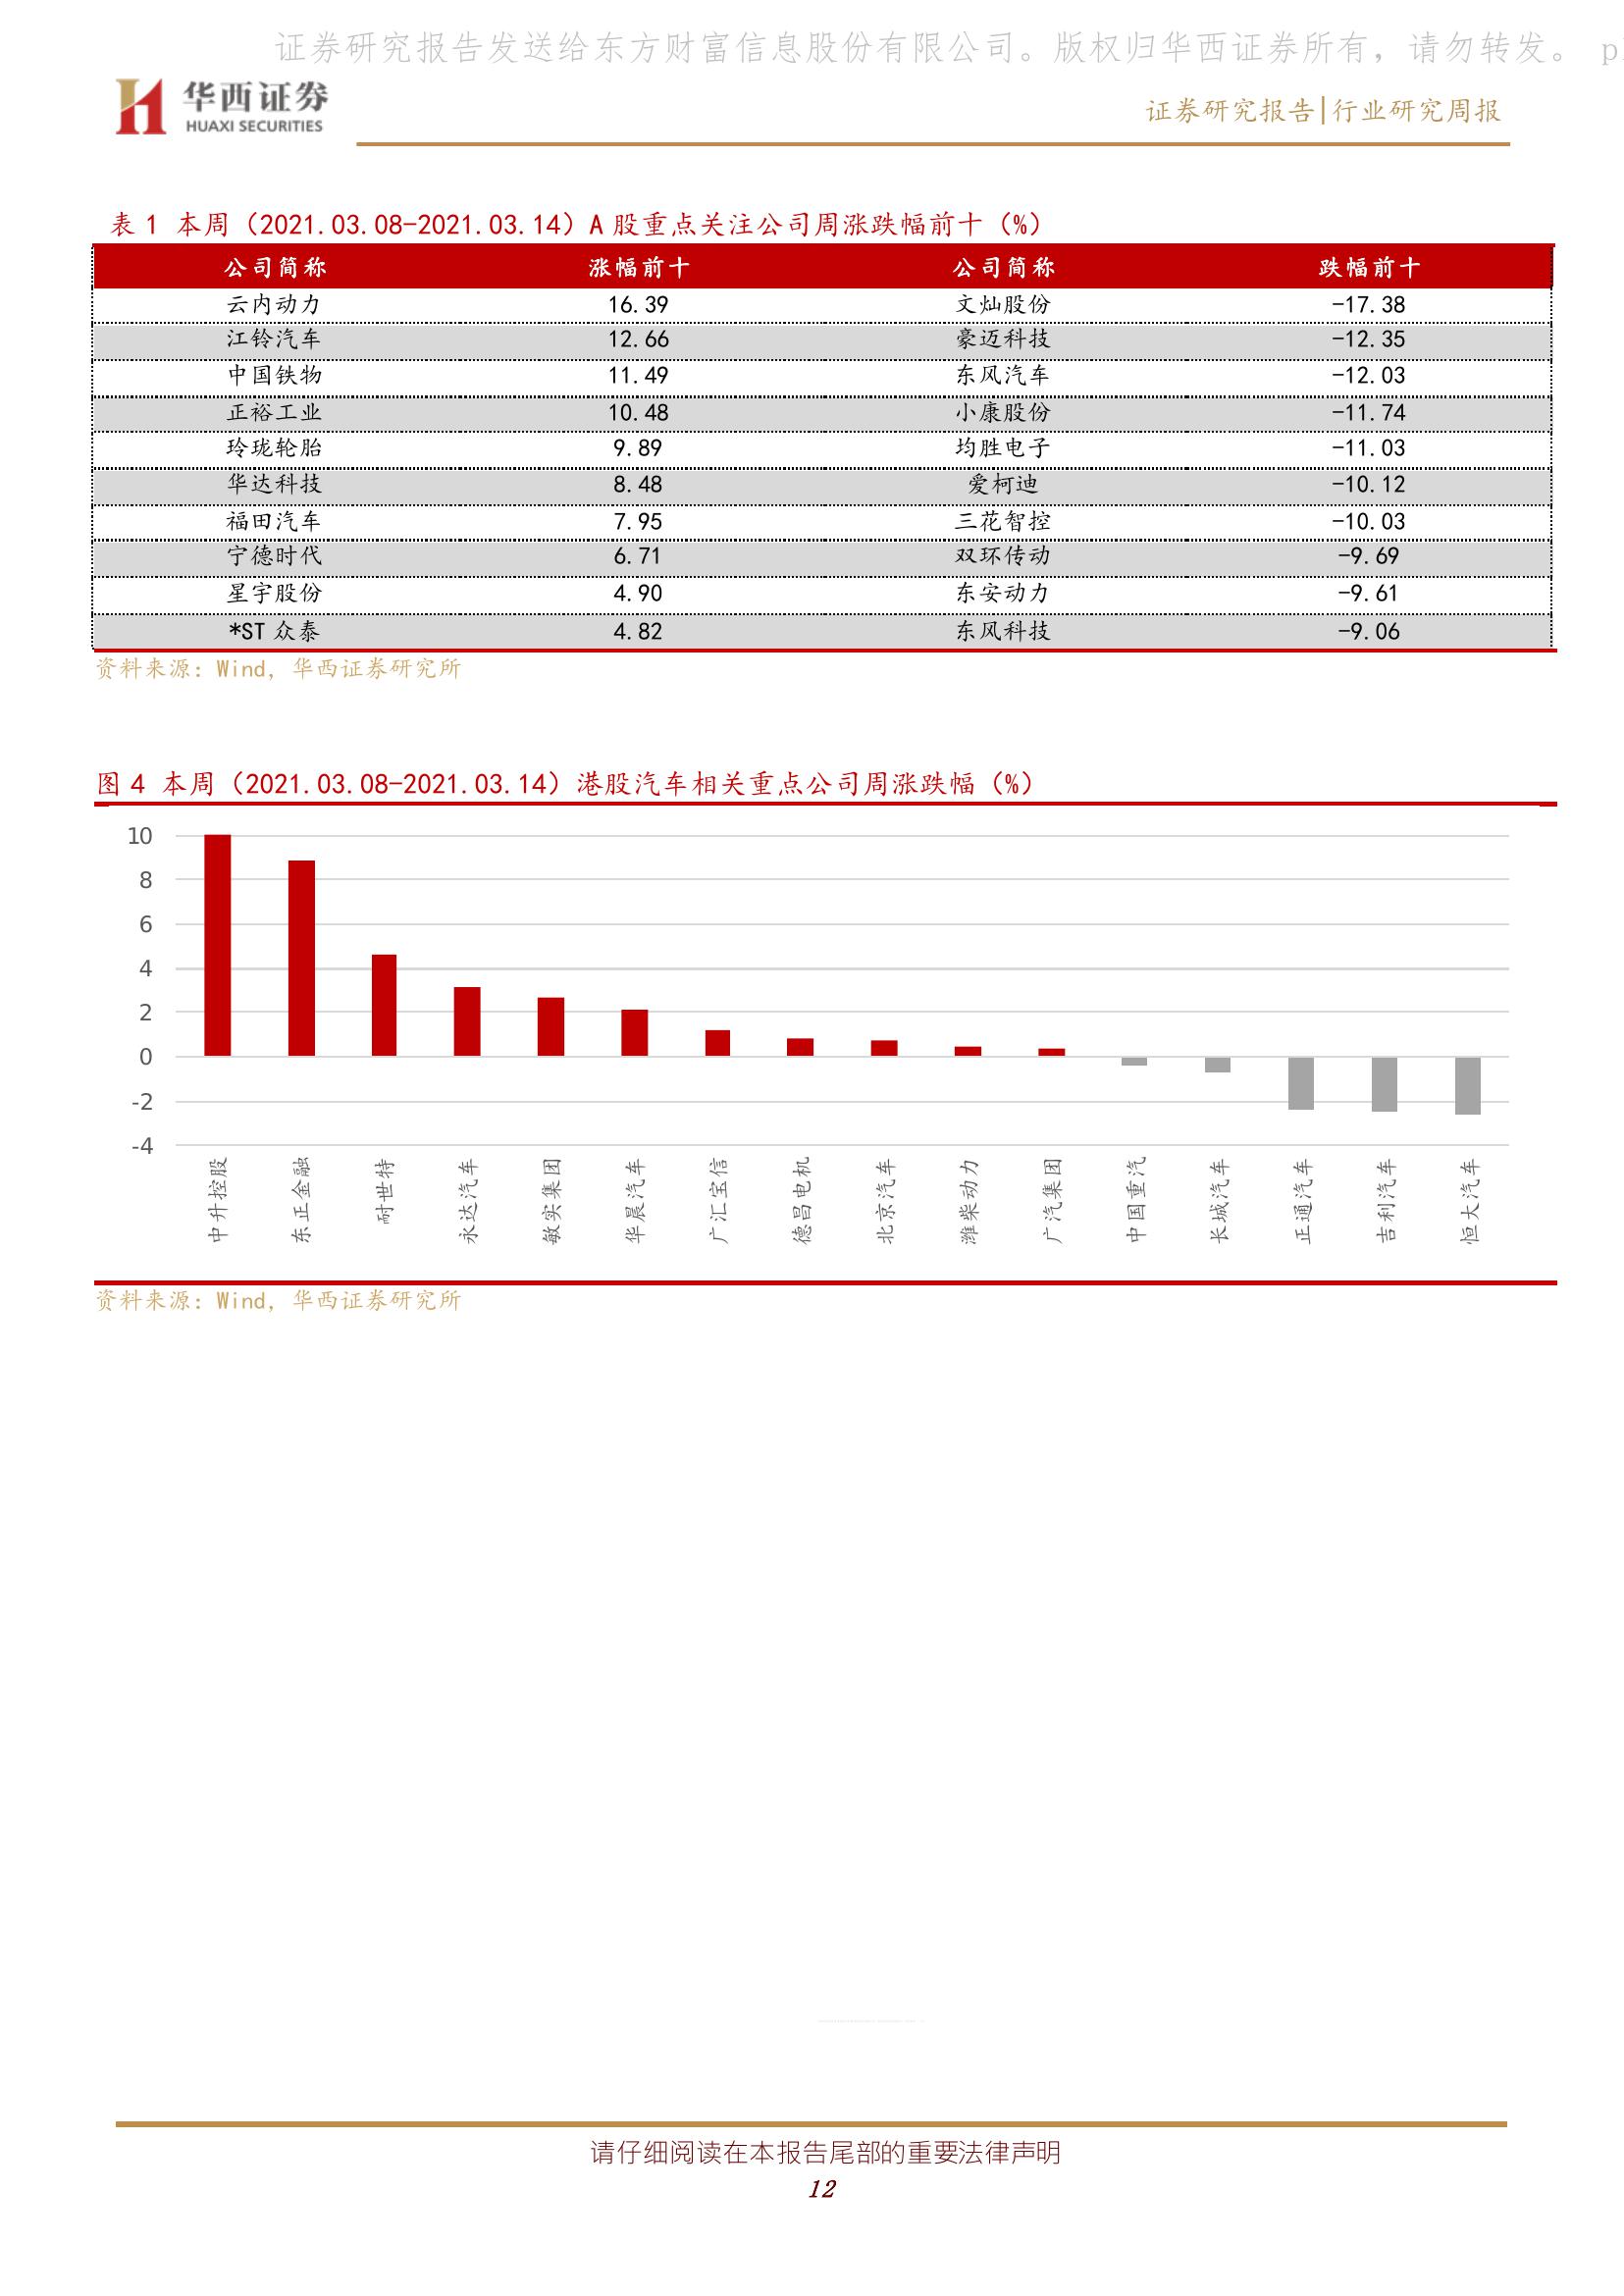 证券研究报告发送给东方财富信息股份有限公司。版权归华西证券所有，请勿转发。 p
华西证券
HUAXI SECURITIES
证券研究报告|行业研究周报
表 1 本周（2021.03.08-2021.03.14）A 股重点关注公司周涨跌幅前十（%）
公司简称 涨幅前十 公司简称 跌幅前十
云内动力 16.39 文灿股份 -17.38
江铃汽车 12.66 豪迈科技 -12.35
中国铁物 11.49 东风汽车 -12.03
正裕工业 10.48 小康股份 -11.74
玲珑轮胎 9.89 均胜电子 -11.03
华达科技 8.48 爱柯迪 -10.12
福田汽车 7.95 三花智控 -10.03
宁德时代 6.71 双环传动 -9.69
星宇股份 4.90 东安动力 -9.61
*ST 众泰 4.82 东风科技 -9.06
资料来源：Wind，华西证券研究所
图 4 本周（2021.03.08-2021.03.14）港股汽车相关重点公司周涨跌幅（%）
10
8
6
4
2
0
-2
-4
中升控股
东正金融
耐世特
永达汽车
敏实集团
华晨汽车
广汇宝信
德昌电机
北京汽车
潍柴动力
广汽集团
中国重汽
长城汽车
正通汽车
吉利汽车
恒大汽车
资料来源：Wind，华西证券研究所
请仔细阅读在本报告尾部的重要法律声明
12